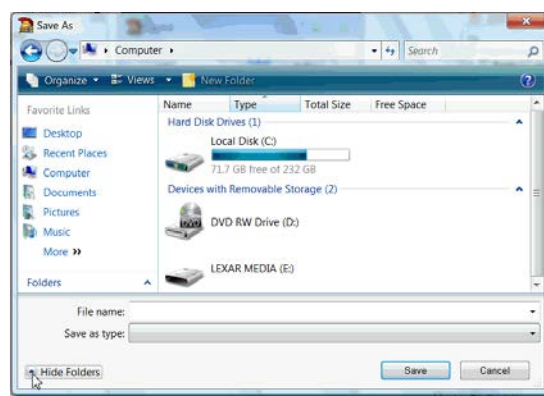 Save As
Computer
Search
Organize Views New Folder
Favorite Links
Desktop
Recent Places
Computer
Documents
Pictures
Music
More
Folders
Name Type Total Size Free Space
Hard Disk Drives (1)
Local Disk (C:)
71.7 GB free of 232 GB
Devices with Removable Storage (2)
DVD RW Drive (D:)
LEXAR MEDIA (E:)
File name:
Save as type:
Hide Folders Save Cancel